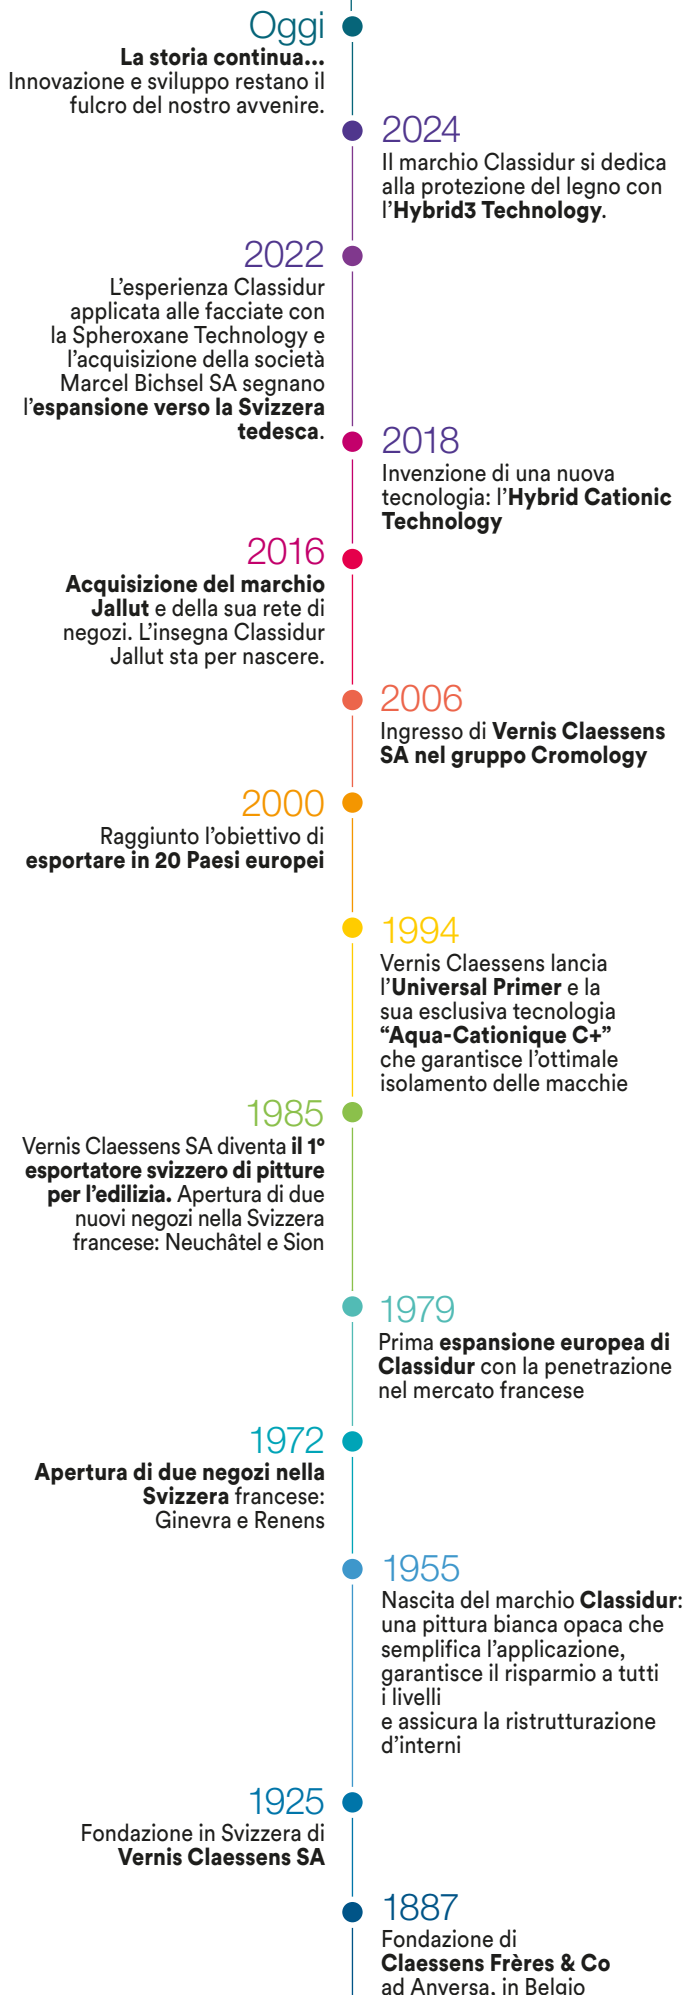 Oggi
La storia continua...
Innovazione e sviluppo restano il
fulcro del nostro avvenire.
2024
Il marchio Classidur si dedica
alla protezione del legno con
l’Hybrid3 Technology.
2022
L’esperienza Classidur
applicata alle facciate con
la Spheroxane Technology e
l’acquisizione della società
Marcel Bichsel SA segnano
l’espansione verso la Svizzera
tedesca.
2018
Invenzione di una nuova
tecnologia: l’Hybrid Cationic
Technology
2016
Acquisizione del marchio
Jallut e della sua rete di
negozi. L’insegna Classidur
Jallut sta per nascere.
2006
Ingresso di Vernis Claessens
SA nel gruppo Cromology
2000
Raggiunto l’obiettivo di
esportare in 20 Paesi europei
1994
Vernis Claessens lancia
l’Universal Primer e la
sua esclusiva tecnologia
“Aqua-Cationique C+”
che garantisce l’ottimale
isolamento delle macchie
1985
Vernis Claessens SA diventa il 1°
esportatore svizzero di pitture
per l’edilizia. Apertura di due
nuovi negozi nella Svizzera
francese: Neuchâtel e Sion
1979
Prima espansione europea di
Classidur con la penetrazione
nel mercato francese
1972
Apertura di due negozi nella
Svizzera francese:
Ginevra e Renens
1955
Nascita del marchio Classidur:
una pittura bianca opaca che
semplifica l’applicazione,
garantisce il risparmio a tutti
i livelli
e assicura la ristrutturazione
d’interni
1925
Fondazione in Svizzera di
Vernis Claessens SA
1887
Fondazione di
Claessens Frères & Co
ad Anversa, in Belgio